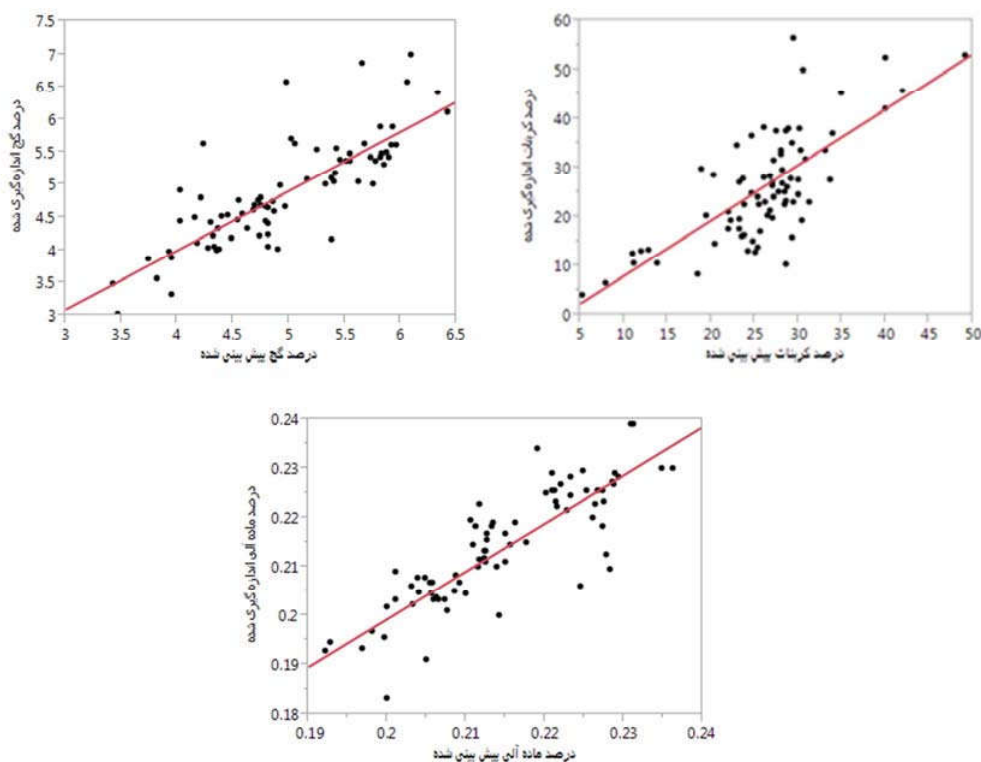 درصد گچ اندازه‌گیری شده
7.5
7
6.5
6
5.5
5
4.5
4
3.5
3
3 3.5 4 4.5 5 5.5 6 6.5
درصد گچ پیش بینی شده
درصد کربنات اندازه‌گیری شده
60
50
40
30
20
10
0
5 10 15 20 25 30 35 40 45 50
درصد کربنات پیش بینی شده
درصد ماده آلی اندازه‌گیری شده
0.24
0.23
0.22
0.21
0.2
0.19
0.18
0.19 0.2 0.21 0.22 0.23 0.24
درصد ماده آلی پیش بینی شده